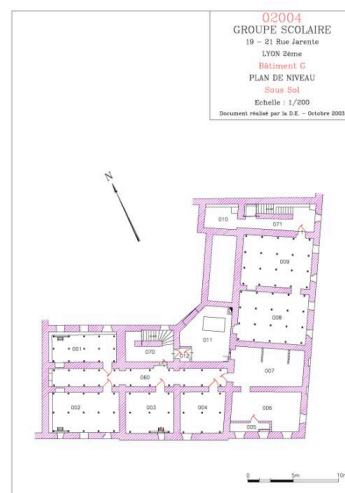 02004
GROUPE SCOLAIRE
19 - 21 Rue Jarente
LYON 2ème
Bâtiment C
PLAN DE NIVEAU
Sous Sol
Echelle : 1/200
Document réalisé par la D.E. - Octobre 2003
N
010
071
009
008
011
001
070
060
007
002
003
004
006
005
0
5m
10m